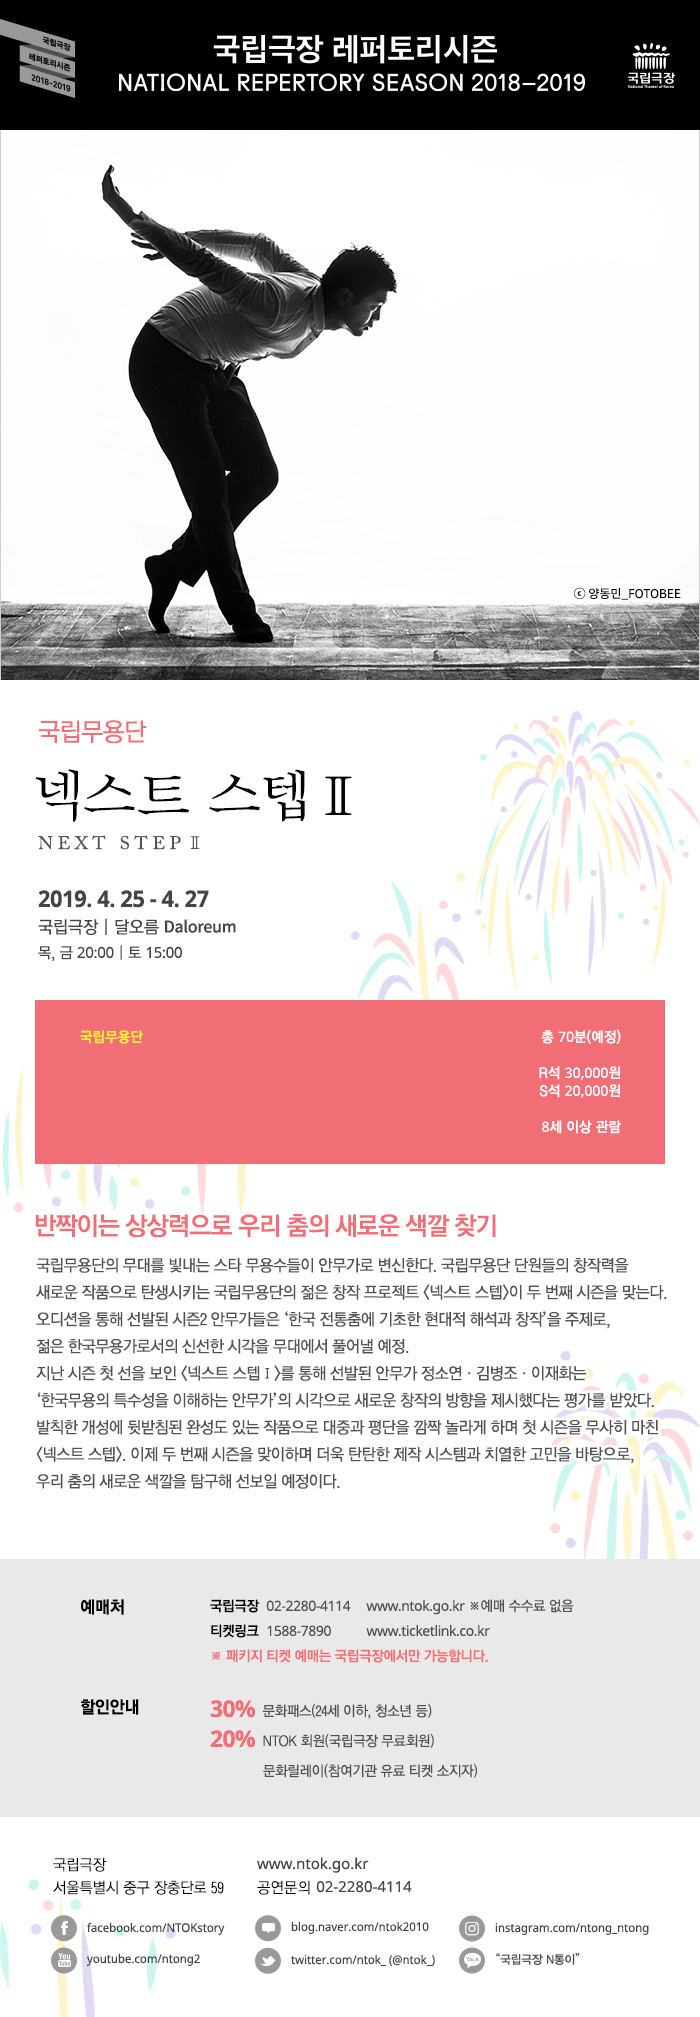 국립극장
레퍼토리시즌
2018-2019
국립극장 레퍼토리시즌
NATIONAL REPERTORY SEASON 2018–2019
국립극장
National Theater of Korea
ⓒ 양동민_FOTOBEE
국립무용단
넥스트 스텝 Ⅱ
NEXT STEP Ⅱ
2019. 4. 25 - 4. 27
국립극장 | 달오름 Daloreum
목, 금 20:00 | 토 15:00
국립무용단
총 70분(예정)
R석 30,000원
S석 20,000원
8세 이상 관람
반짝이는 상상력으로 우리 춤의 새로운 색깔 찾기
국립무용단의 무대를 빛내는 스타 무용수들이 안무가로 변신한다. 국립무용단 단원들의 창작력을
새로운 작품으로 탄생시키는 국립무용단의 젊은 창작 프로젝트 〈넥스트 스텝〉이 두 번째 시즌을 맞는다.
오디션을 통해 선발된 시즌2 안무가들은 ‘한국 전통춤에 기초한 현대적 해석과 창작’을 주제로,
젊은 한국무용가로서의 신선한 시각을 무대에서 풀어낼 예정.
지난 시즌 첫 선을 보인 〈넥스트 스텝Ⅰ〉를 통해 선발된 안무가 정소연 · 김병조 · 이재화는
‘한국무용의 특수성을 이해하는 안무가’의 시각으로 새로운 창작의 방향을 제시했다는 평가를 받았다.
발칙한 개성에 뒷받침된 완성도 있는 작품으로 대중과 평단을 깜짝 놀라게 하며 첫 시즌을 무사히 마친
〈넥스트 스텝〉. 이제 두 번째 시즌을 맞이하며 더욱 탄탄한 제작 시스템과 치열한 고민을 바탕으로,
우리 춤의 새로운 색깔을 탐구해 선보일 예정이다.
예매처
국립극장 02-2280-4114 www.ntok.go.kr ※예매 수수료 없음
티켓링크 1588-7890 www.ticketlink.co.kr
※ 패키지 티켓 예매는 국립극장에서만 가능합니다.
할인안내
30% 문화패스(24세 이하, 청소년 등)
20% NTOK 회원(국립극장 무료회원)
문화릴레이(참여기관 유료 티켓 소지자)
국립극장
서울특별시 중구 장충단로 59
www.ntok.go.kr
공연문의 02-2280-4114
facebook.com/NTOKstory
blog.naver.com/ntok2010
instagram.com/ntong_ntong
You Tube
youtube.com/ntong2
twitter.com/ntok_ (@ntok_)
TALK
“국립극장 N통이”